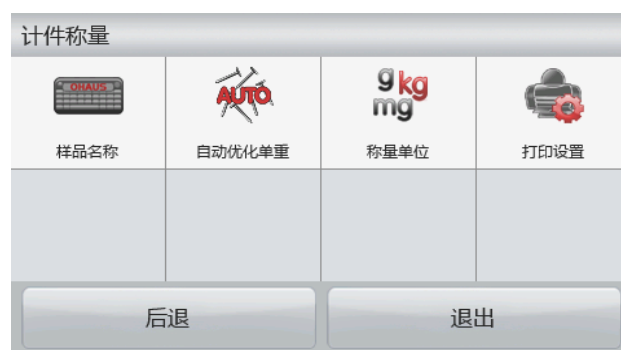 计件称量
OHAUS
AUTO
g kg
mg
样品名称
自动优化单重
称量单位
打印设置
后退
退出